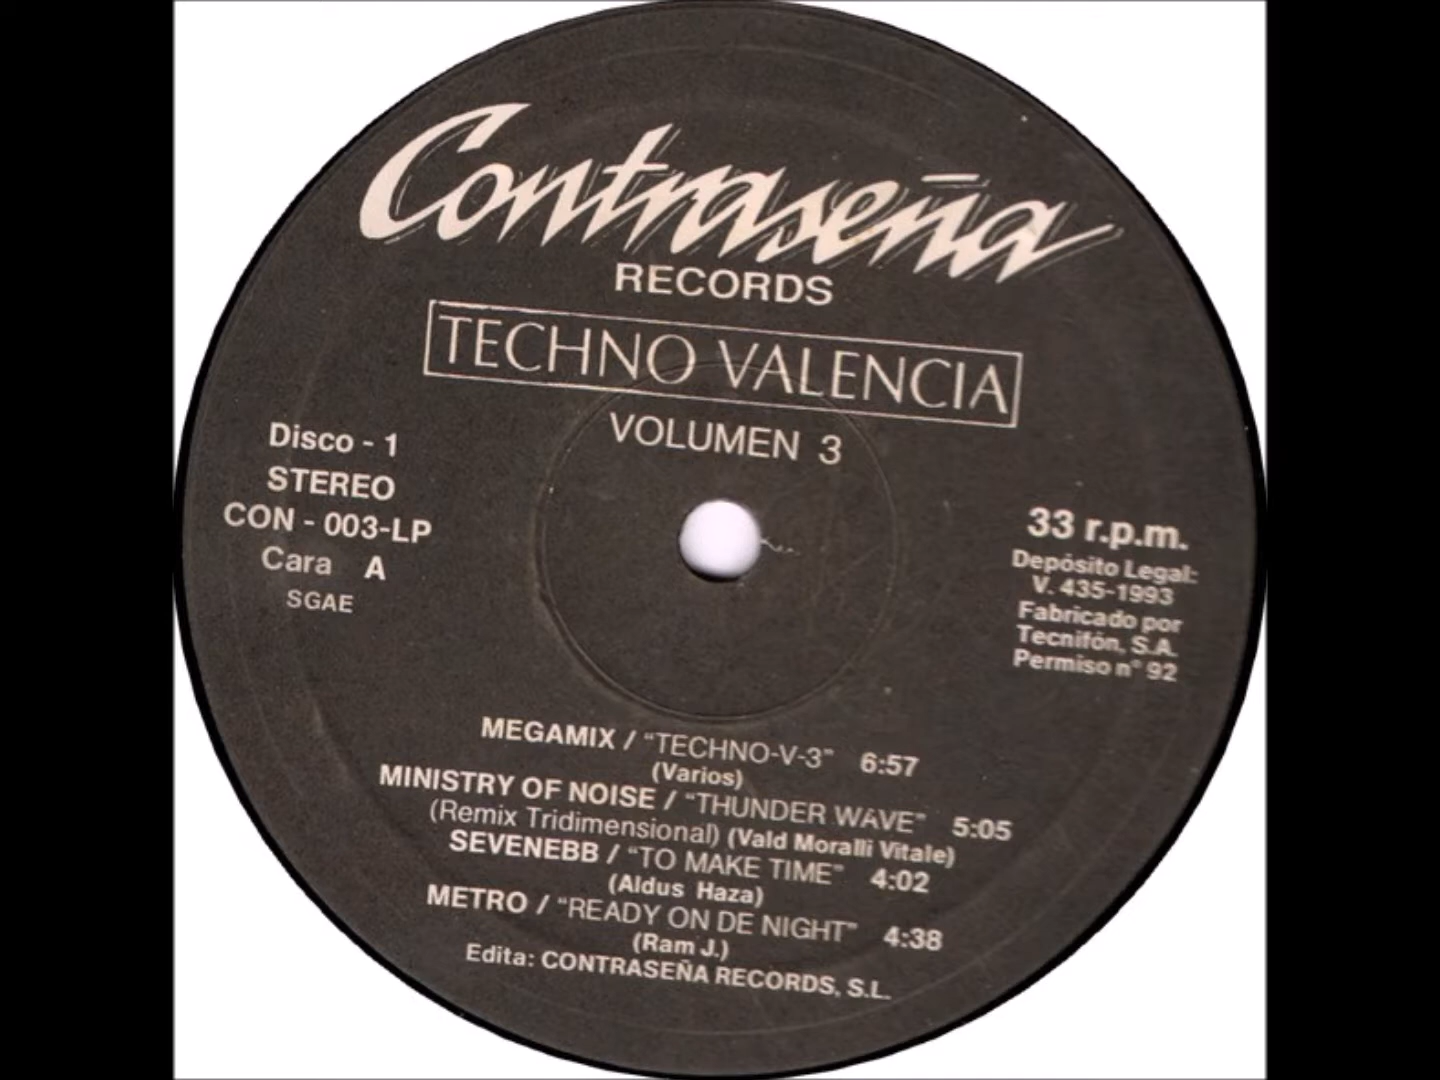 Contraseña
RECORDS
TECHNO VALENCIA
VOLUMEN 3
Disco - 1
STEREO
CON - 003-LP
Cara A
SGAE
33 r.p.m.
Depósito Legal:
V. 435-1993
Fabricado por
Tecnifón, S.A.
Permiso nº 92
MEGAMIX / "TECHNO-V-3" 6:57
(Varios)
MINISTRY OF NOISE / "THUNDER WAVE" 5:05
(Remix Tridimensional) (Vald Moralli Vitale)
SEVENEBB / "TO MAKE TIME" 4:02
(Aldus Haza)
METRO / "READY ON DE NIGHT" 4:38
(Ram J.)
Edita: CONTRASEÑA RECORDS, S.L.